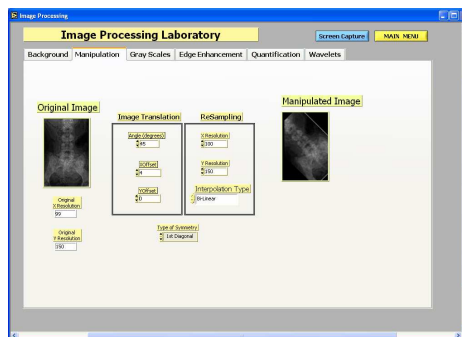 Image Processing
Image Processing Laboratory
Screen Capture
MAIN MENU
Background
Manipulation
Gray Scales
Edge Enhancement
Quantification
Wavelets
Original Image
Image Translation
ReSampling
Manipulated Image
Angle (degrees)
X Resolution
100
XOffset
4
Y Resolution
150
YOffset
0
Interpolation Type
Bi-Linear
Original
X Resolution
99
Type of Symmetry
1st Diagonal
Original
Y Resolution
150